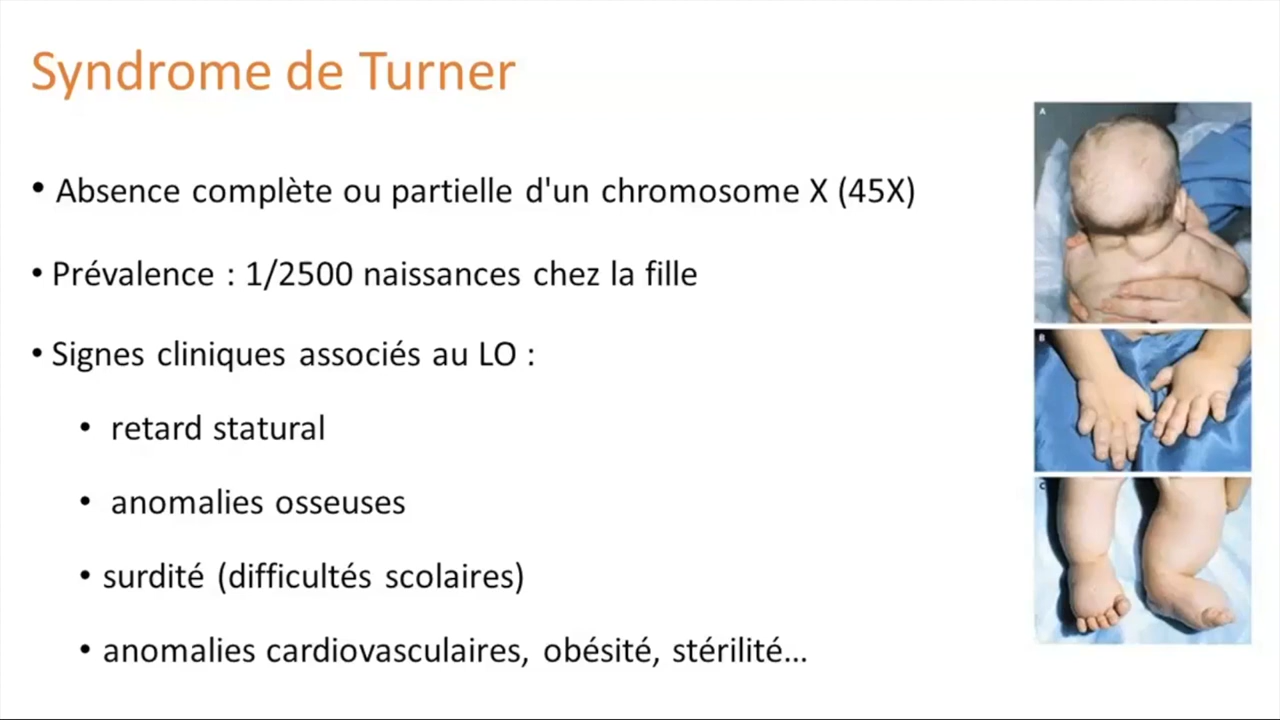 Syndrome de Turner
• Absence complète ou partielle d'un chromosome X (45X)
• Prévalence : 1/2500 naissances chez la fille
• Signes cliniques associés au LO :
• retard statural
• anomalies osseuses
• surdité (difficultés scolaires)
• anomalies cardiovasculaires, obésité, stérilité...
A
B
C